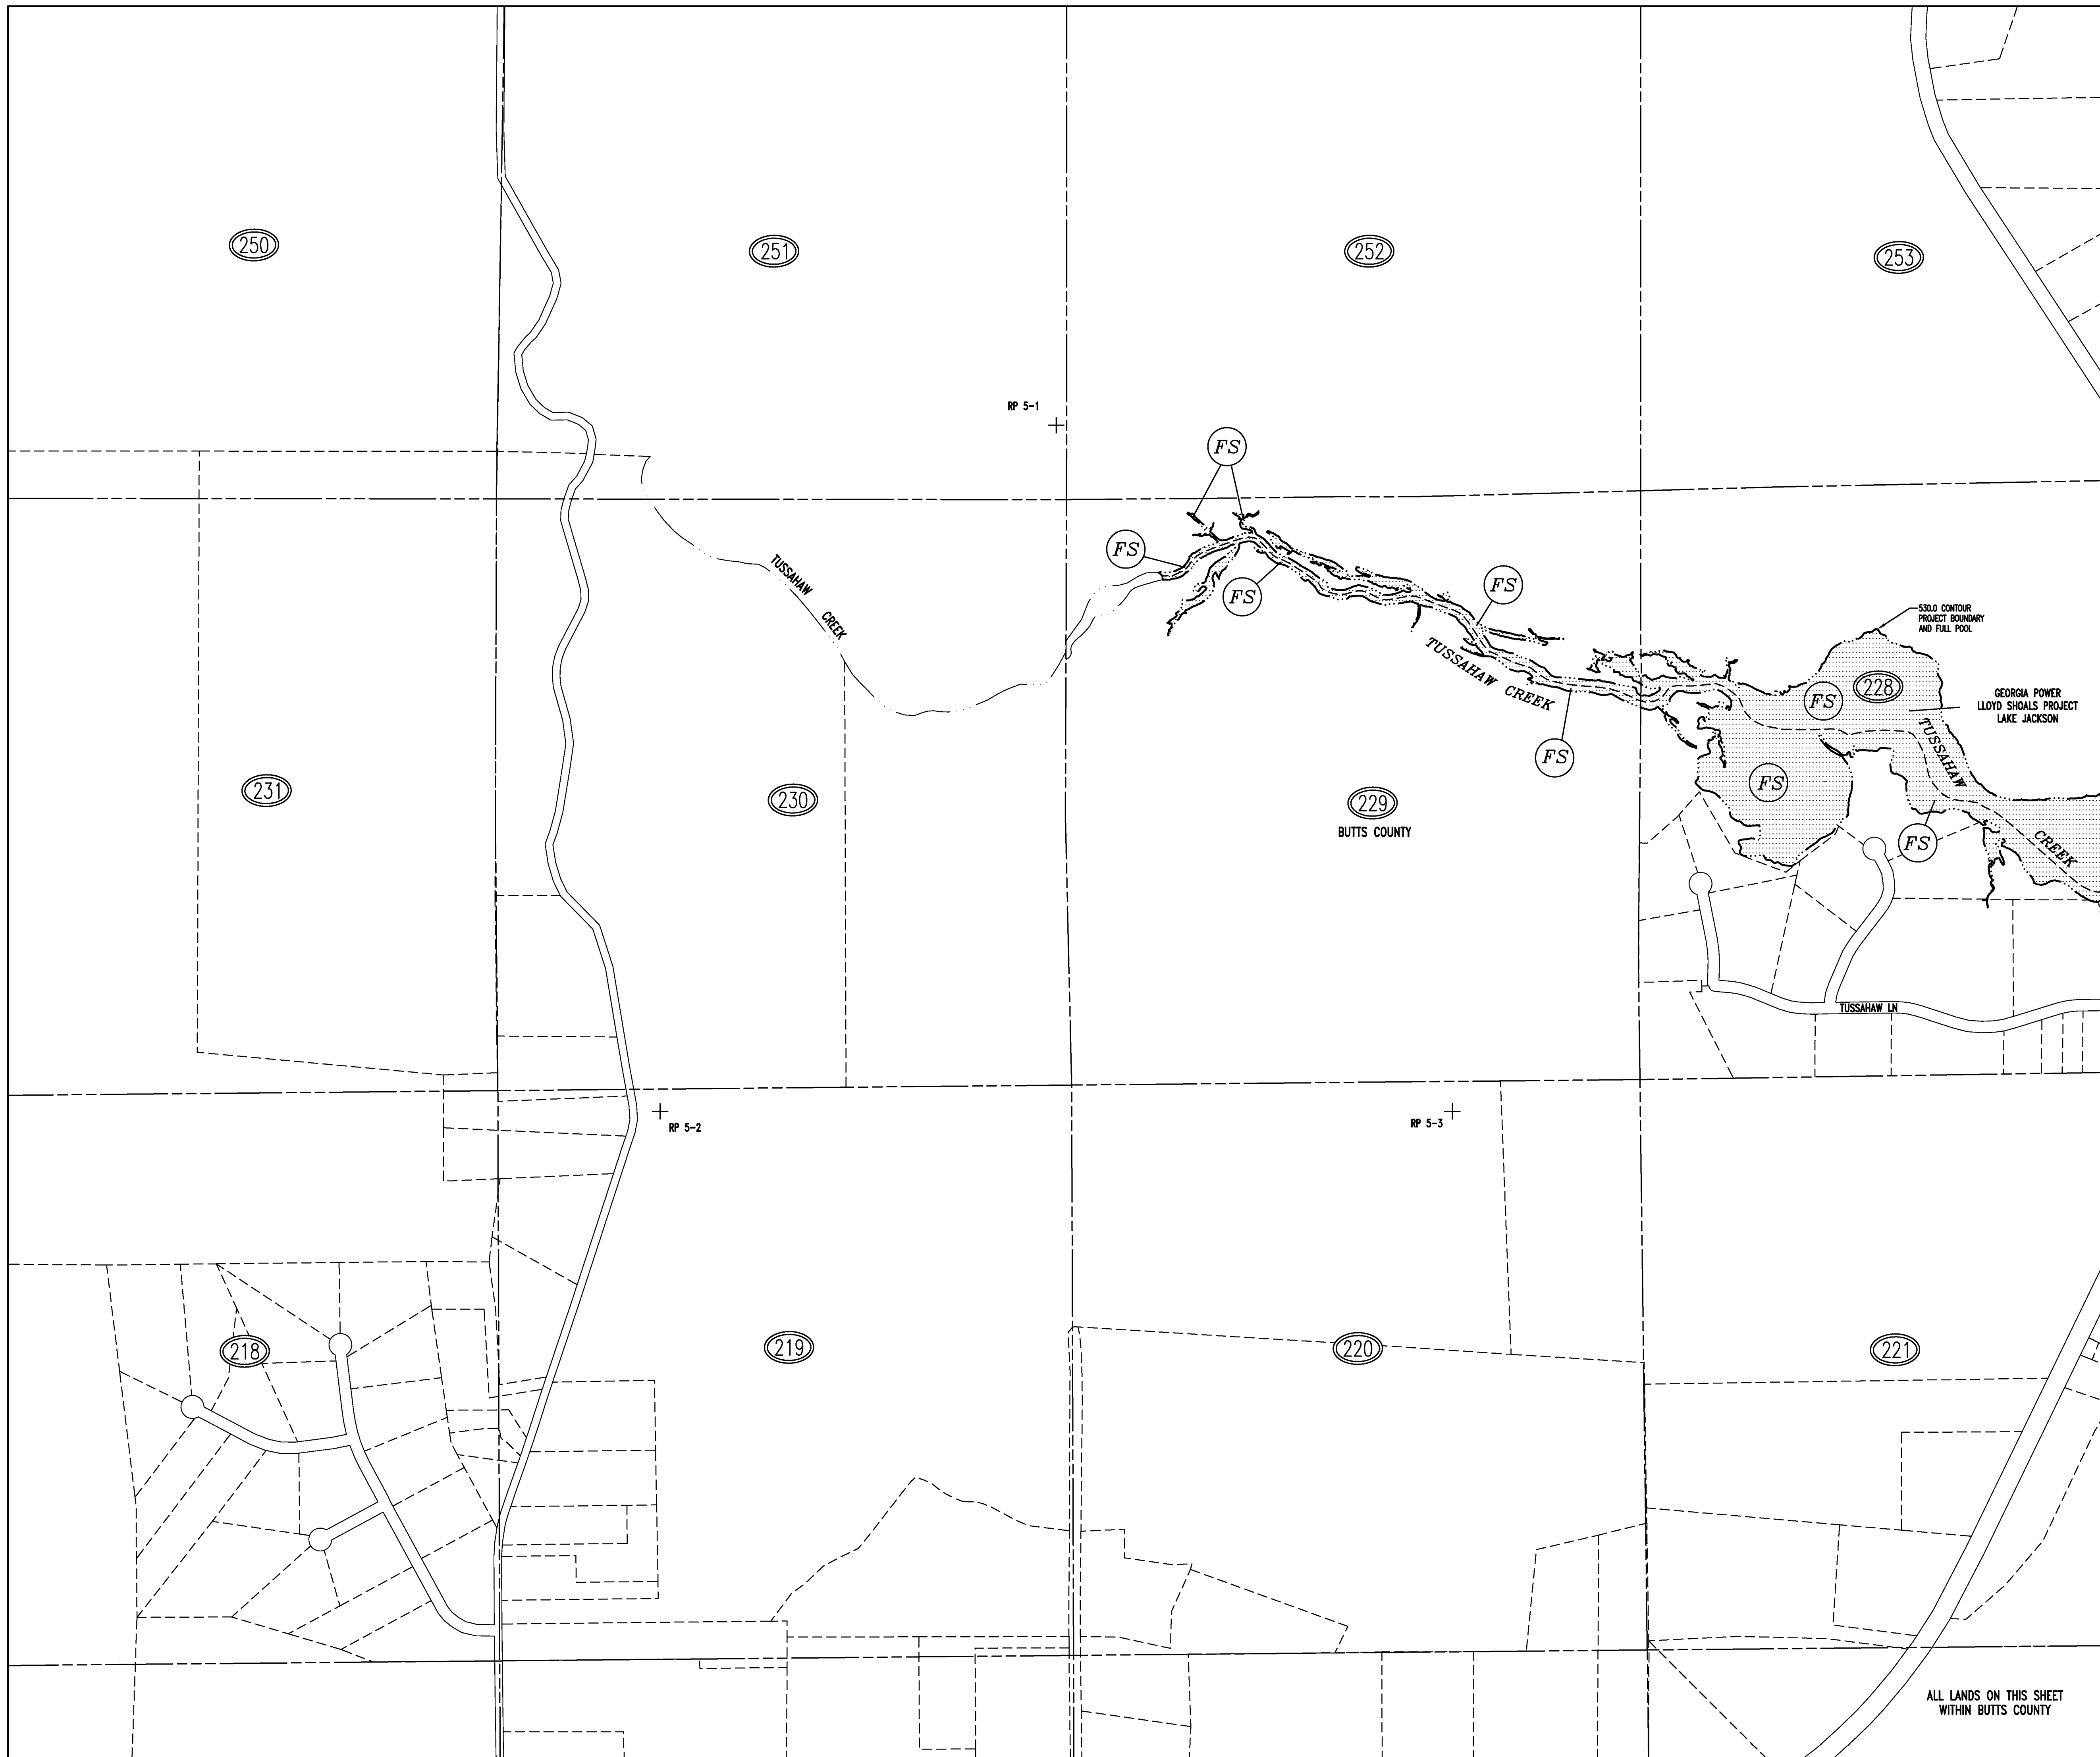 250
251
252
253
RP 5-1
FS
FS
FS
FS
TUSSAHAW CREEK
530.0 CONTOUR
PROJECT BOUNDARY
AND FULL POOL
TUSSAHAW CREEK
FS
228
GEORGIA POWER
LLOYD SHOALS PROJECT
LAKE JACKSON
TUSSAHAW CREEK
FS
FS
FS
231
230
229
BUTTS COUNTY
TUSSAHAW LN
RP 5-2
RP 5-3
218
219
220
221
ALL LANDS ON THIS SHEET
WITHIN BUTTS COUNTY